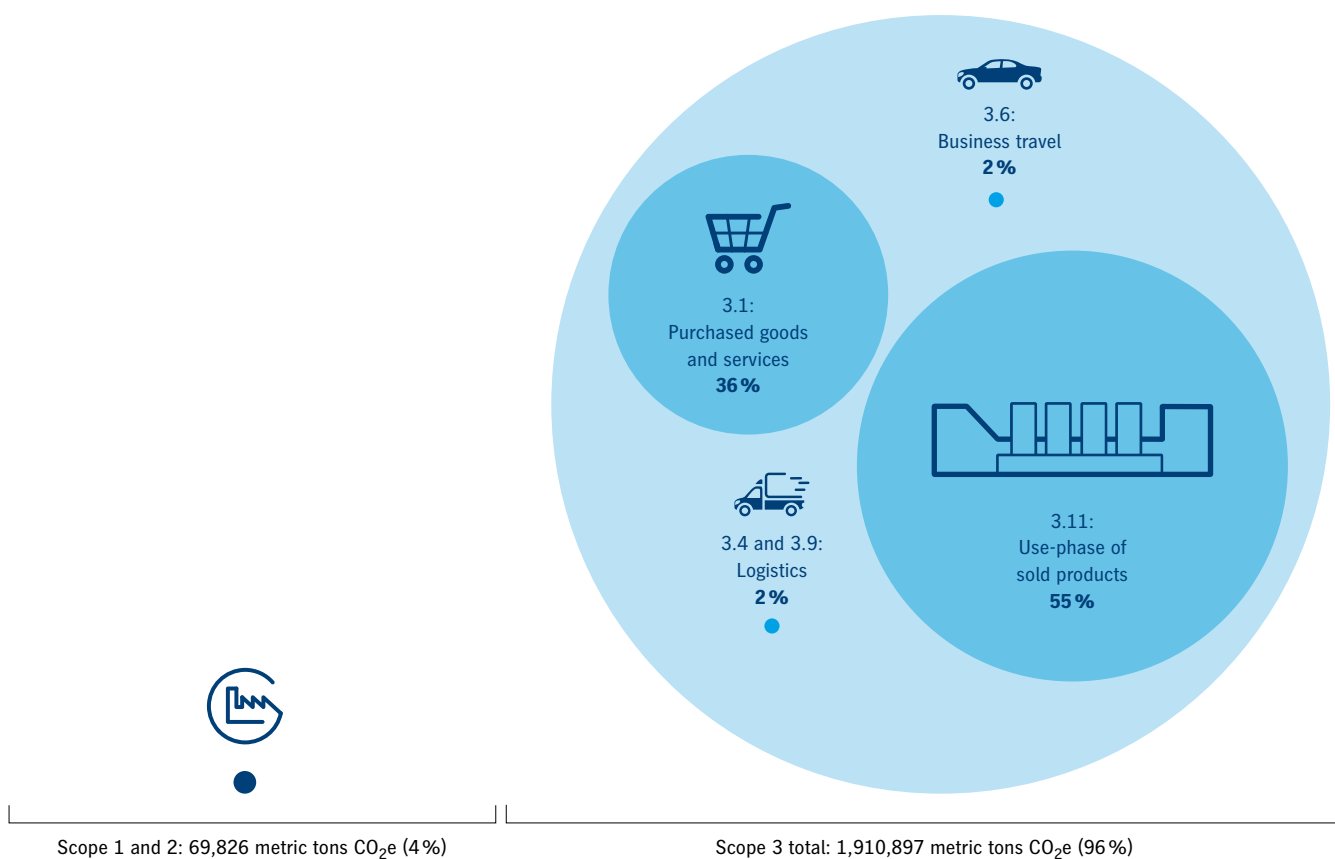 3.6:
Business travel
2 %
3.1:
Purchased goods
and services
36 %
3.11:
Use-phase of
sold products
55 %
3.4 and 3.9:
Logistics
2 %
Scope 1 and 2: 69,826 metric tons CO₂e (4 %)
Scope 3 total: 1,910,897 metric tons CO₂e (96 %)